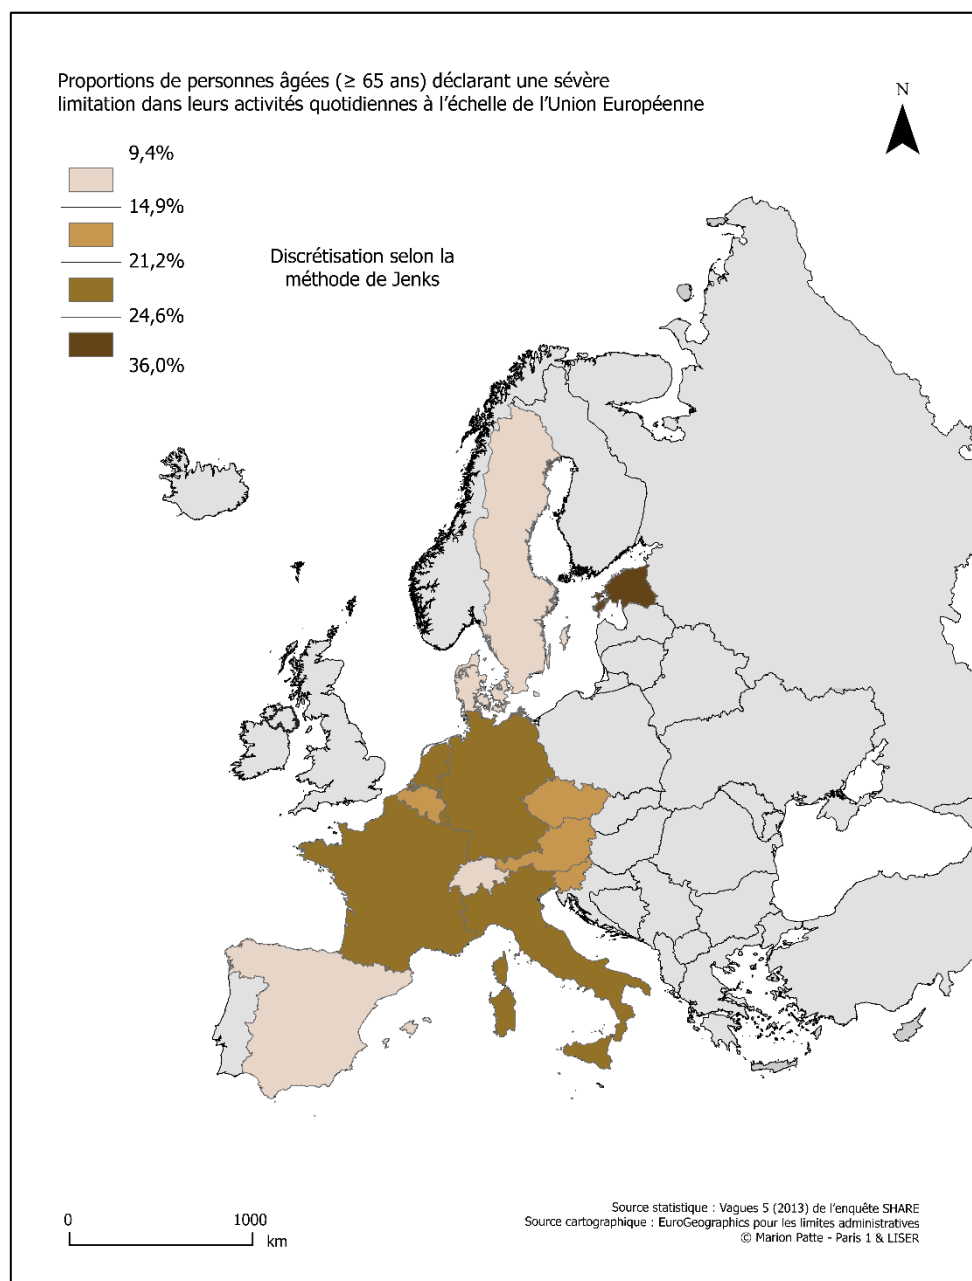 Proportions de personnes âgées (≥ 65 ans) déclarant une sévère
limitation dans leurs activités quotidiennes à l'échelle de l'Union Européenne
N
9,4%
14,9%
21,2%
24,6%
36,0%
Discrétisation selon la
méthode de Jenks
0 1000
km
Source statistique : Vagues 5 (2013) de l'enquête SHARE
Source cartographique : EuroGeographics pour les limites administratives
© Marion Patte - Paris 1 & LISER